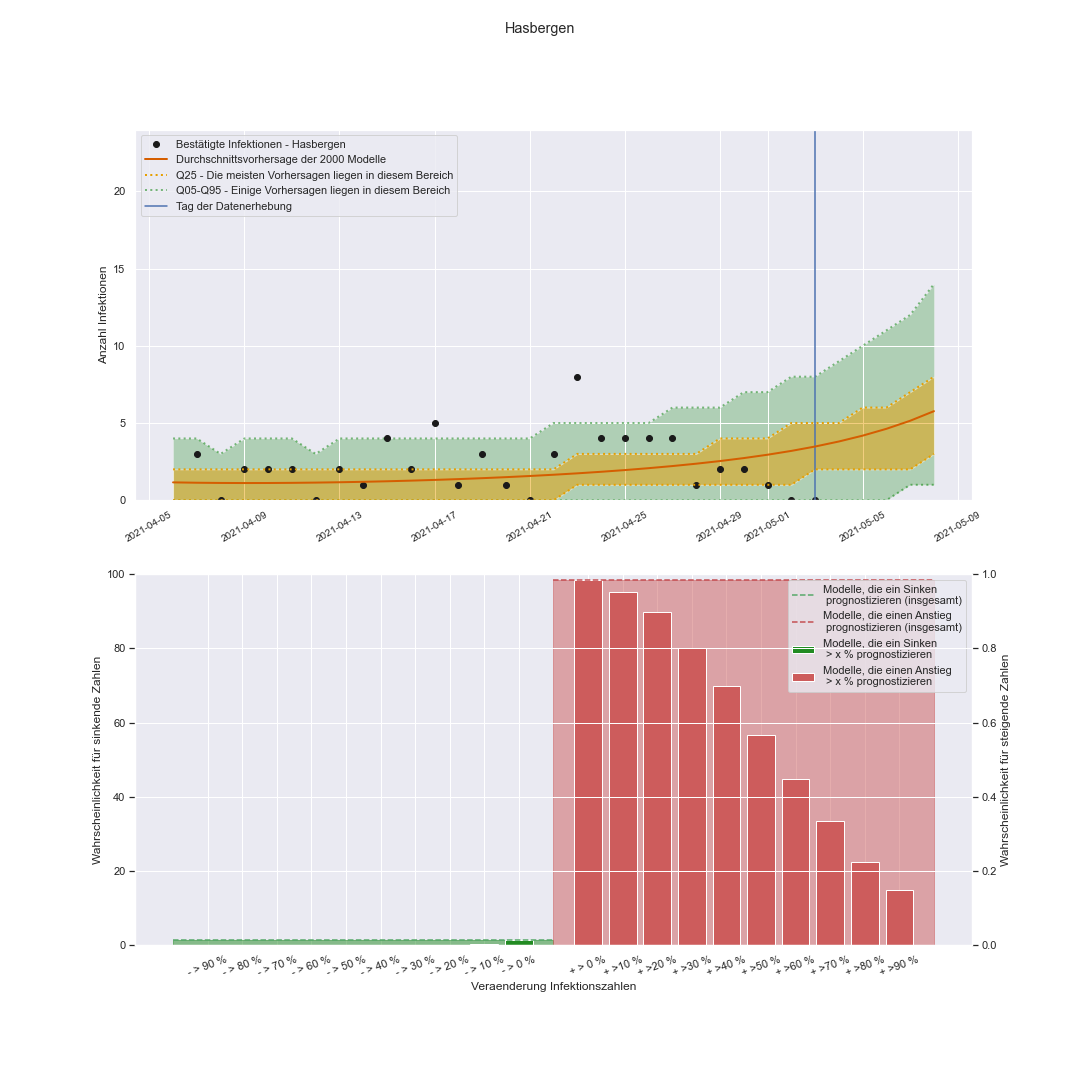 Hasbergen
Bestätigte Infektionen - Hasbergen
Durchschnittsvorhersage der 2000 Modelle
Q25 - Die meisten Vorhersagen liegen in diesem Bereich
Q05-Q95 - Einige Vorhersagen liegen in diesem Bereich
Tag der Datenerhebung
Anzahl Infektionen
20
15
10
5
0
2021-04-05
2021-04-09
2021-04-13
2021-04-17
2021-04-21
2021-04-25
2021-04-29
2021-05-01
2021-05-05
2021-05-09
Modelle, die ein Sinken
prognostizieren (insgesamt)
Modelle, die einen Anstieg
prognostizieren (insgesamt)
Modelle, die ein Sinken
> x % prognostizieren
Modelle, die einen Anstieg
> x % prognostizieren
Wahrscheinlichkeit für sinkende Zahlen
100
80
60
40
20
0
Wahrscheinlichkeit für steigende Zahlen
1.0
0.8
0.6
0.4
0.2
0.0
- > 90 %
- > 80 %
- > 70 %
- > 60 %
- > 50 %
- > 40 %
- > 30 %
- > 20 %
- > 10 %
- > 0 %
+ > 0 %
+ >10 %
+ >20 %
+ >30 %
+ >40 %
+ >50 %
+ >60 %
+ >70 %
+ >80 %
+ >90 %
Veraenderung Infektionszahlen